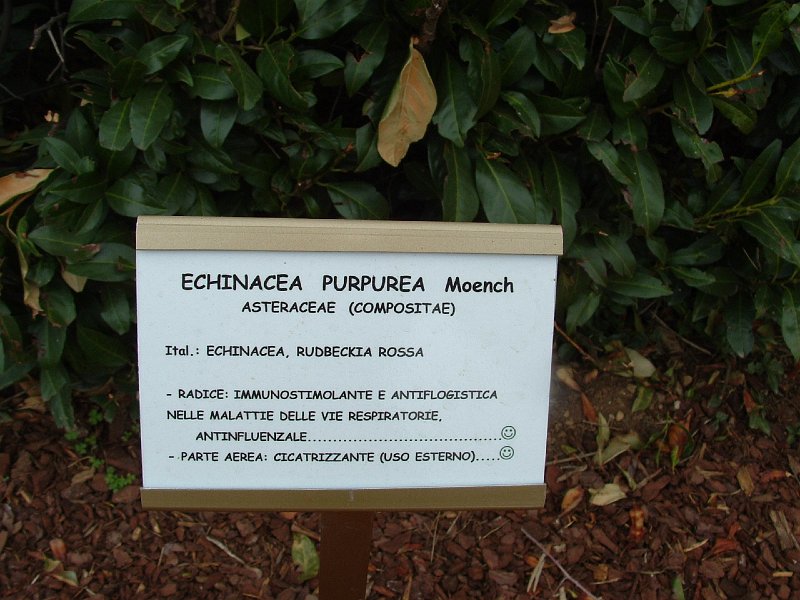 ECHINACEA PURPUREA Moench
ASTERACEAE (COMPOSITAE)
Ital.: ECHINACEA, RUDBECKIA ROSSA
- RADICE: IMMUNOSTIMOLANTE E ANTIFLOGISTICA
NELLE MALATTIE DELLE VIE RESPIRATORIE,
ANTINFLUENZALE.....................................☺
- PARTE AEREA: CICATRIZZANTE (USO ESTERNO).....☺